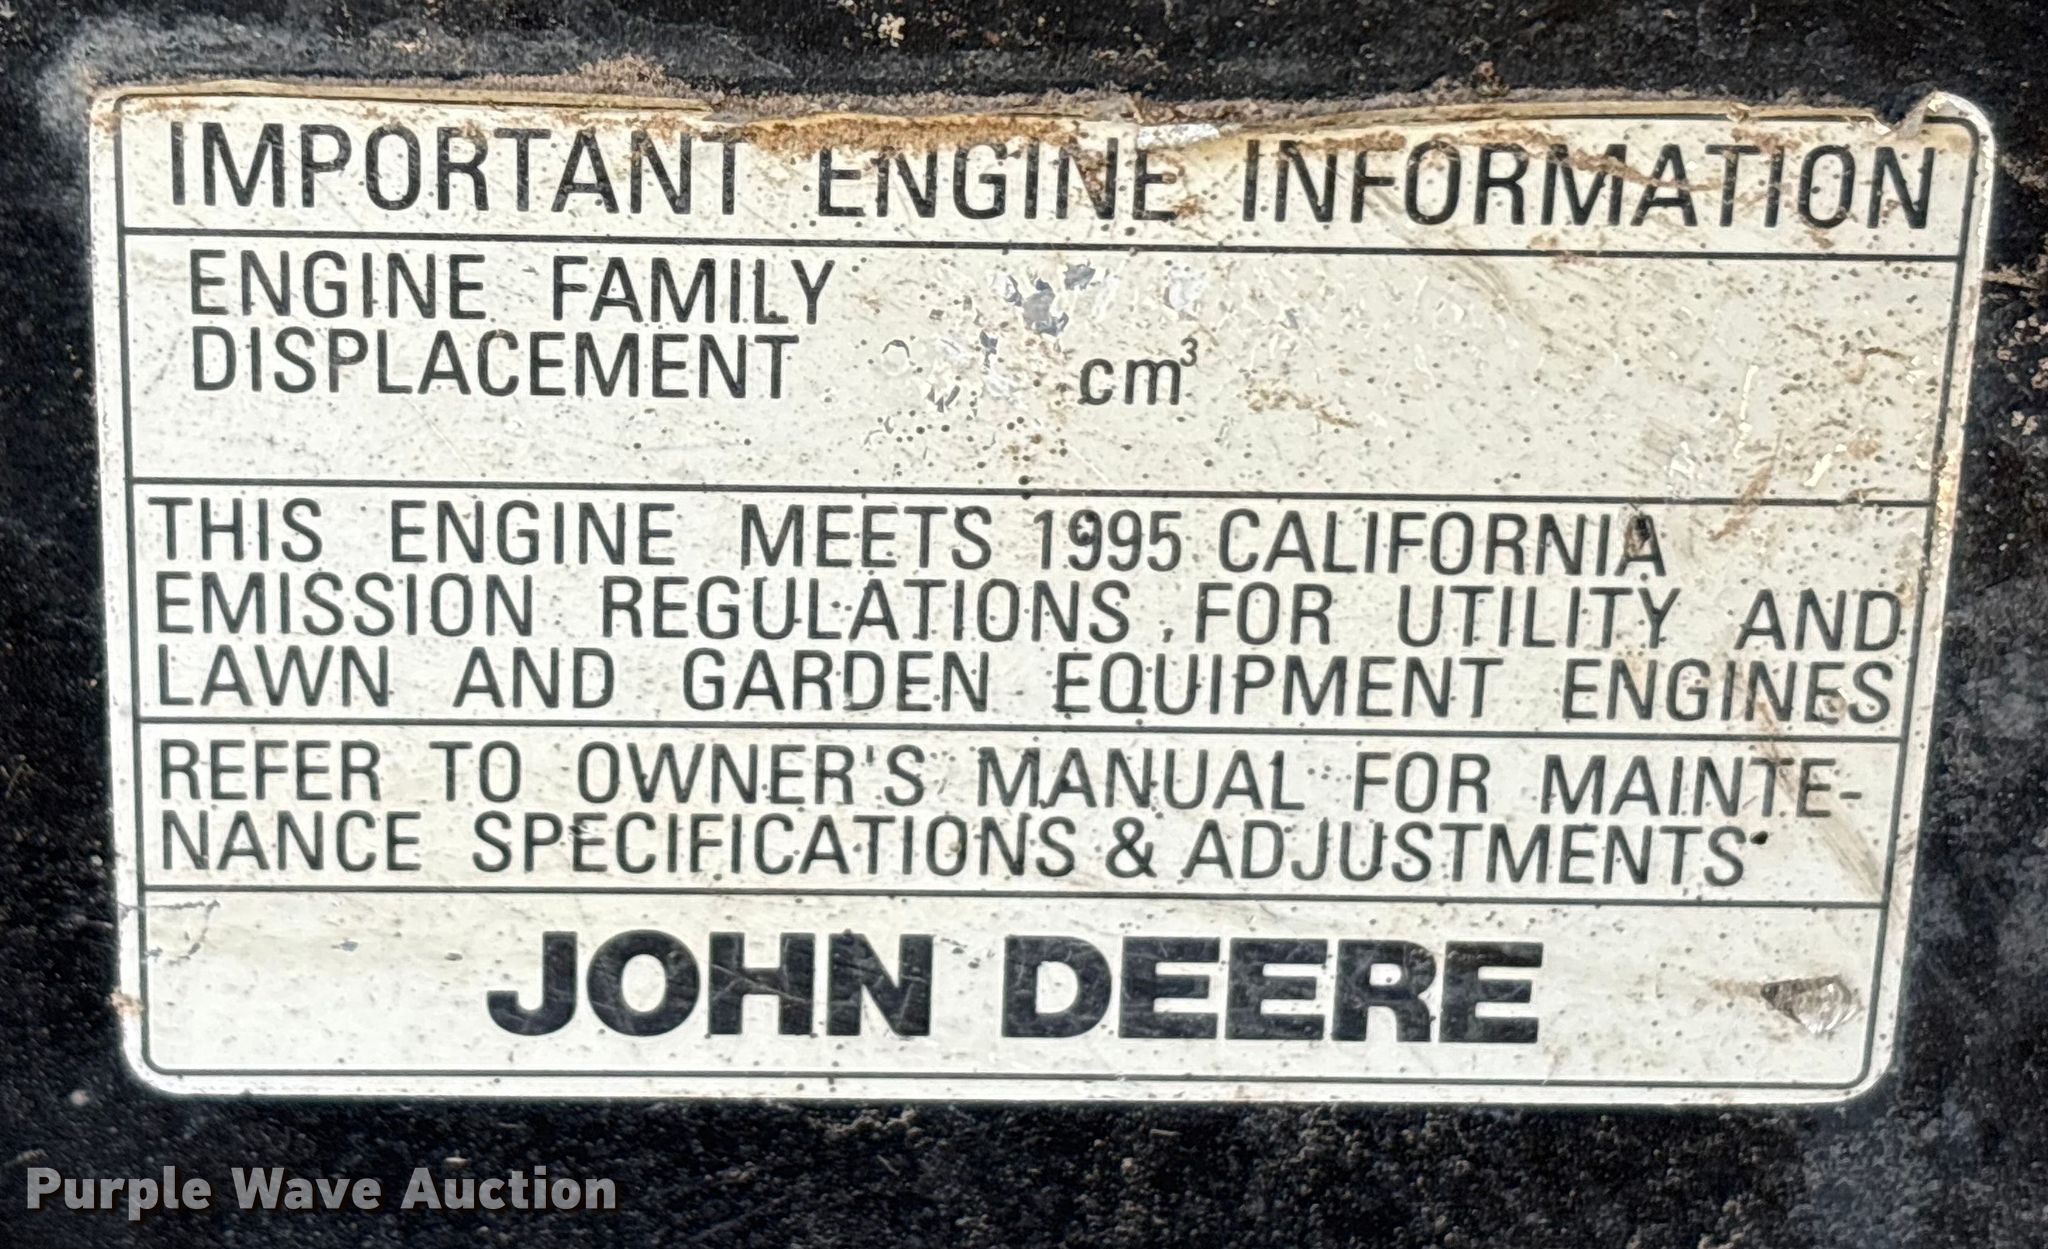 IMPORTANT ENGINE INFORMATION
ENGINE FAMILY
DISPLACEMENT cm³
THIS ENGINE MEETS 1995 CALIFORNIA
EMISSION REGULATIONS FOR UTILITY AND
LAWN AND GARDEN EQUIPMENT ENGINES
REFER TO OWNER'S MANUAL FOR MAINTE-
NANCE SPECIFICATIONS & ADJUSTMENTS
JOHN DEERE
Purple Wave Auction